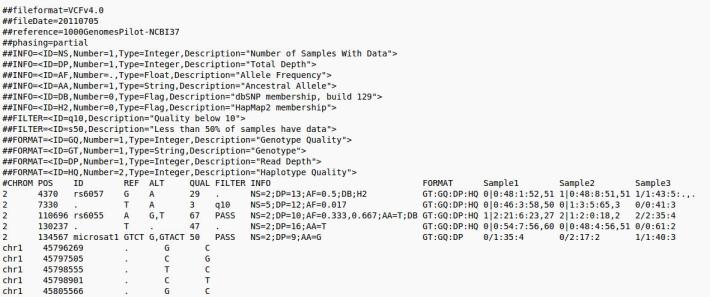 ##fileformat=VCFv4.0
##fileDate=20110705
##reference=1000GenomesPilot-NCBI37
##phasing=partial
##INFO=<ID=NS,Number=1,Type=Integer,Description="Number of Samples With Data">
##INFO=<ID=DP,Number=1,Type=Integer,Description="Total Depth">
##INFO=<ID=AF,Number=.,Type=Float,Description="Allele Frequency">
##INFO=<ID=AA,Number=1,Type=String,Description="Ancestral Allele">
##INFO=<ID=DB,Number=0,Type=Flag,Description="dbSNP membership, build 129">
##INFO=<ID=H2,Number=0,Type=Flag,Description="HapMap2 membership">
##FILTER=<ID=q10,Description="Quality below 10">
##FILTER=<ID=s50,Description="Less than 50% of samples have data">
##FORMAT=<ID=GQ,Number=1,Type=Integer,Description="Genotype Quality">
##FORMAT=<ID=GT,Number=1,Type=String,Description="Genotype">
##FORMAT=<ID=DP,Number=1,Type=Integer,Description="Read Depth">
##FORMAT=<ID=HQ,Number=2,Type=Integer,Description="Haplotype Quality">
#CHROM POS ID REF ALT QUAL FILTER INFO FORMAT Sample1 Sample2 Sample3
2 4370 rs6057 G A 29 . NS=2;DP=13;AF=0.5;DB;H2 GT:GQ:DP:HQ 0|0:48:1:52,51 1|0:48:8:51,51 1/1:43:5:.,.
2 7330 . T A 3 q10 NS=5;DP=12;AF=0.017 GT:GQ:DP:HQ 0|0:46:3:58,50 0|1:3:5:65,3 0/0:41:3
2 110696 rs6055 A G,T 67 PASS NS=2;DP=10;AF=0.333,0.667;AA=T;DB GT:GQ:DP:HQ 1|2:21:6:23,27 2|1:2:0:18,2 2/2:35:4
2 130237 . T . 47 . NS=2;DP=16;AA=T GT:GQ:DP:HQ 0|0:54:7:56,60 0|0:48:4:56,51 0/0:61:2
2 134567 microsat1 GTCT G,GTACT 50 PASS NS=2;DP=9;AA=G GT:GQ:DP 0/1:35:4 0/2:17:2 1/1:40:3
chr1 45796269 . G C
chr1 45797505 . C G
chr1 45798555 . T C
chr1 45798901 . C T
chr1 45805566 . G C